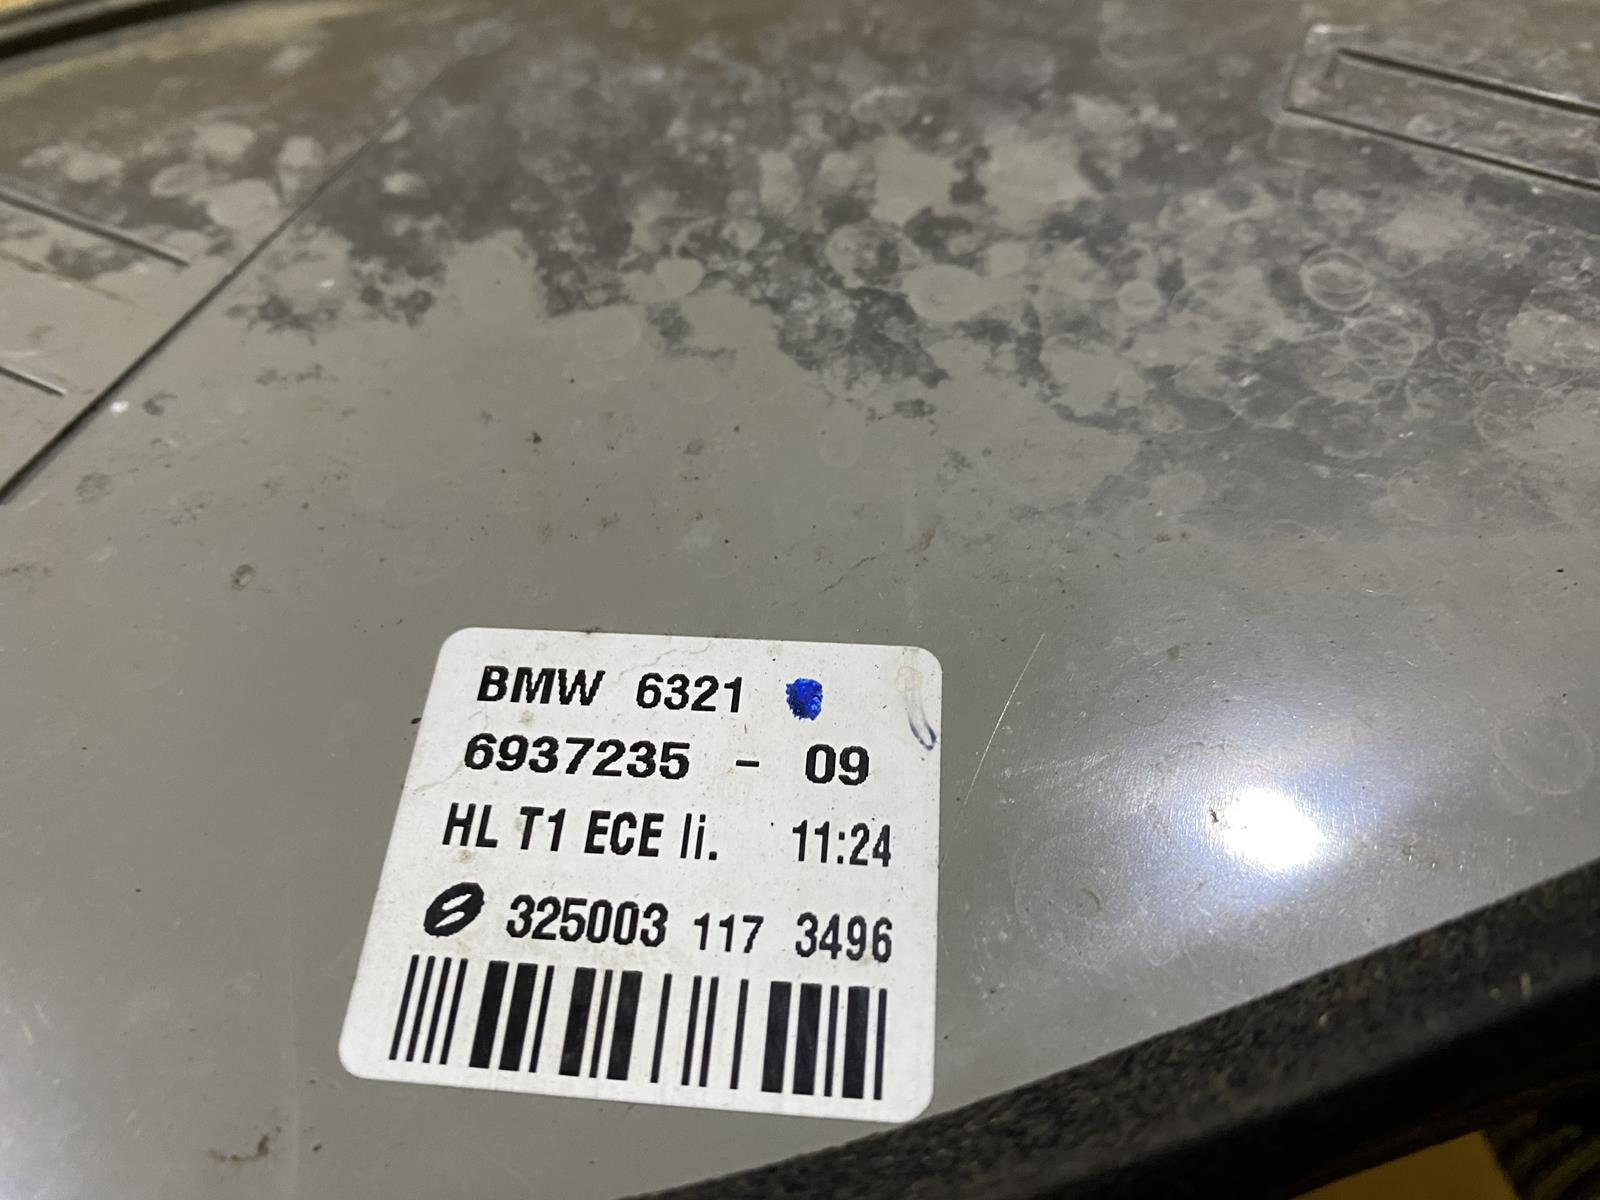 BMW 6321
6937235 - 09
HL T1 ECE li. 11:24
325003 117 3496